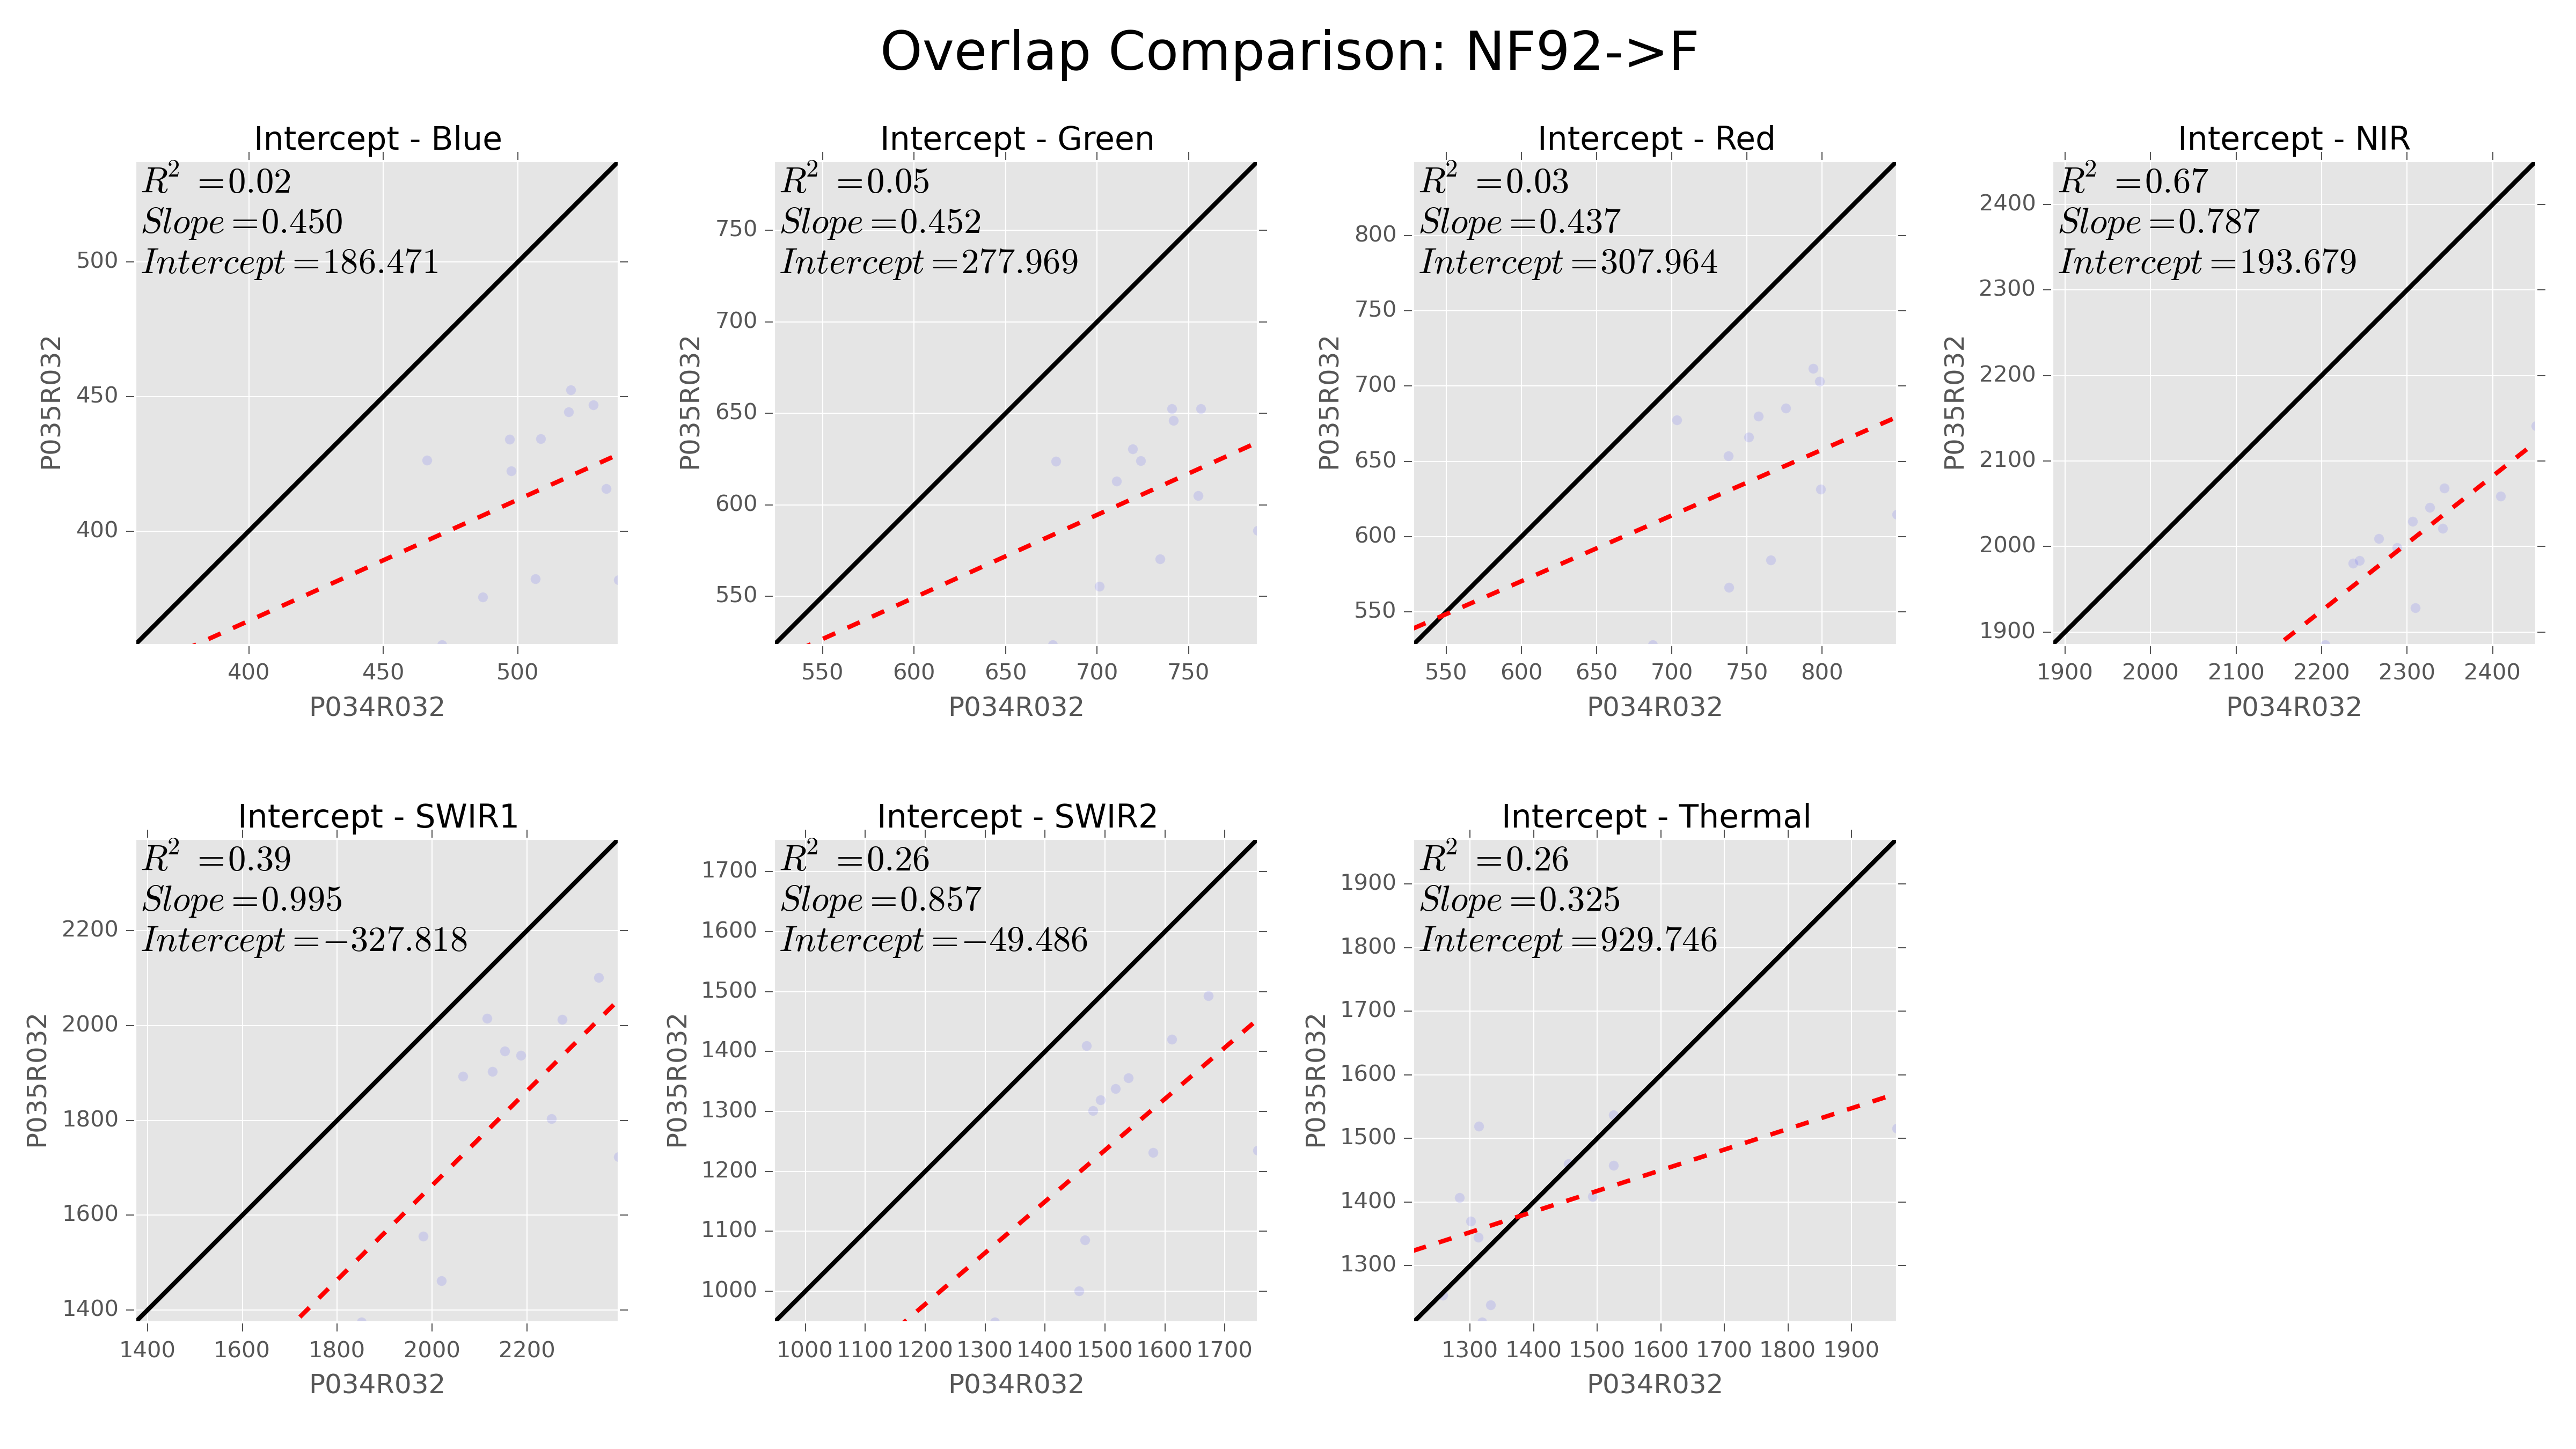 Overlap Comparison: NF92->F
Intercept - Blue
R² =0.02
Slope=0.450
Intercept=186.471
500
450
400
400 450 500
P034R032
P035R032
Intercept - Green
R² =0.05
Slope=0.452
Intercept=277.969
750
700
650
600
550
550 600 650 700 750
P034R032
P035R032
Intercept - Red
R² =0.03
Slope=0.437
Intercept=307.964
800
750
700
650
600
550
550 600 650 700 750 800
P034R032
P035R032
Intercept - NIR
R² =0.67
Slope=0.787
Intercept=193.679
2400
2300
2200
2100
2000
1900
1900 2000 2100 2200 2300 2400
P034R032
P035R032
Intercept - SWIR1
R² =0.39
Slope=0.995
Intercept=−327.818
2200
2000
1800
1600
1400
1400 1600 1800 2000 2200
P034R032
P035R032
Intercept - SWIR2
R² =0.26
Slope=0.857
Intercept=−49.486
1700
1600
1500
1400
1300
1200
1100
1000
1000 1100 1200 1300 1400 1500 1600 1700
P034R032
P035R032
Intercept - Thermal
R² =0.26
Slope=0.325
Intercept=929.746
1900
1800
1700
1600
1500
1400
1300
1300 1400 1500 1600 1700 1800 1900
P034R032
P035R032